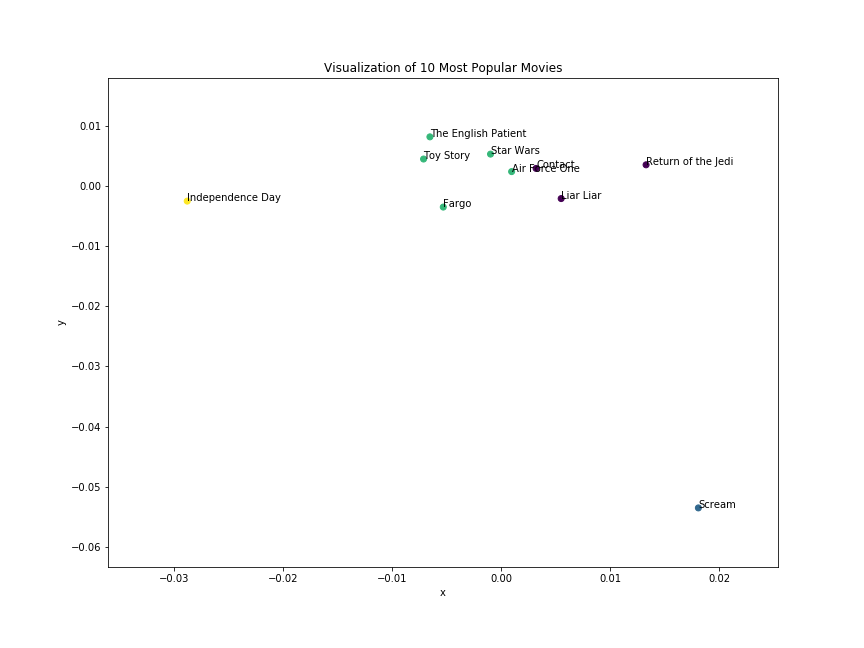 Visualization of 10 Most Popular Movies
0.01
0.00
−0.01
−0.02
−0.03
−0.04
−0.05
−0.06
y
The English Patient
Star Wars
Toy Story
Contact
Air Force One
Return of the Jedi
Independence Day
Liar Liar
Fargo
Scream
−0.03
−0.02
−0.01
0.00
0.01
0.02
x